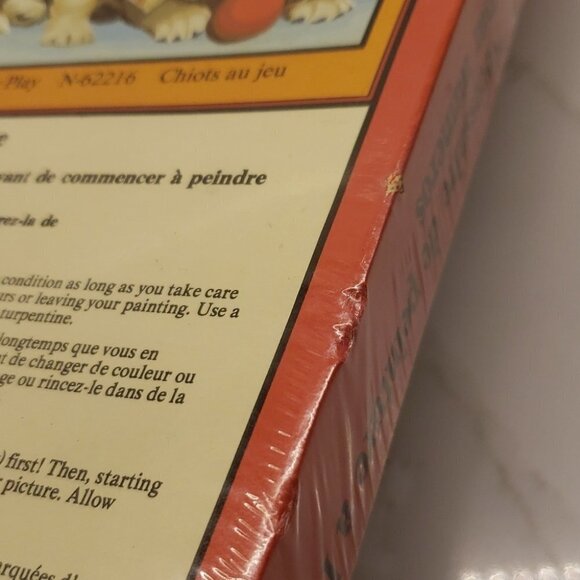 -Play N-62216 Chiots au jeu
e
vant de commencer à peindre
rez-la de
condition as long as you take care
urs or leaving your painting. Use a
turpentine.
longtemps que vous en
nt de changer de couleur ou
ge ou rincez-le dans de la
) first! Then, starting
r picture. Allow
arquées d'